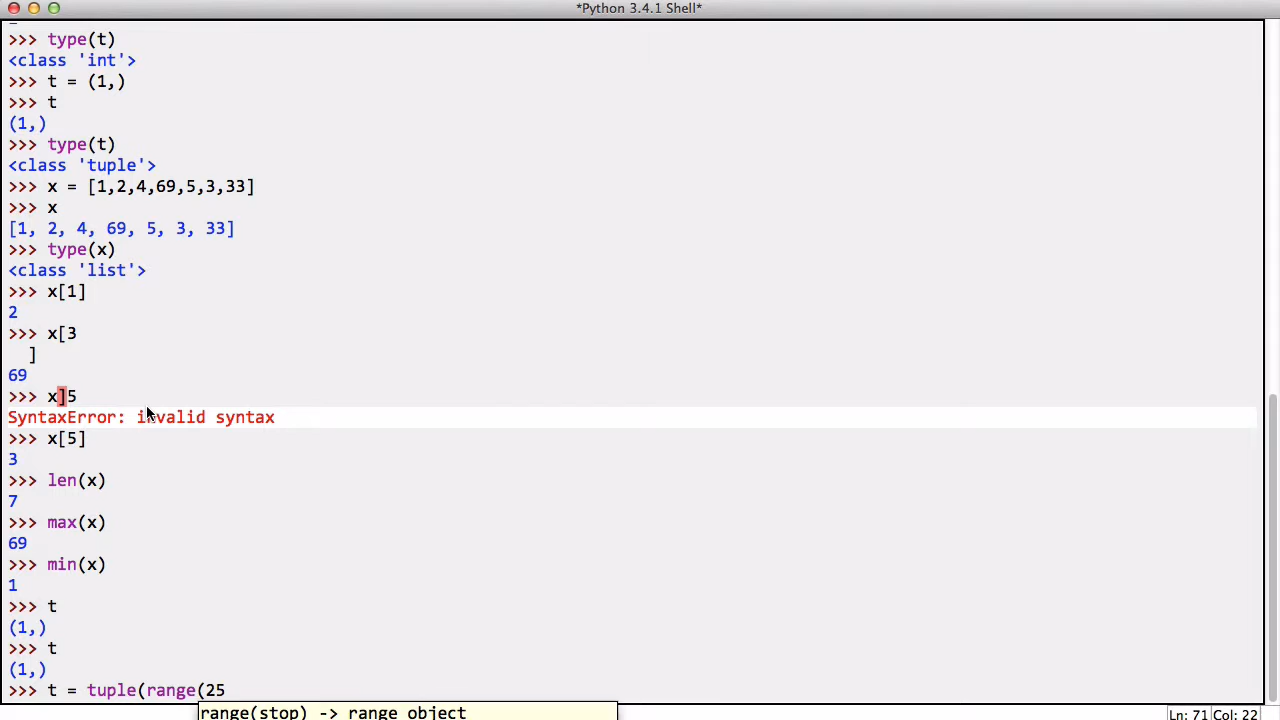 *Python 3.4.1 Shell*
>>> type(t)
<class 'int'>
>>> t = (1,)
>>> t
(1,)
>>> type(t)
<class 'tuple'>
>>> x = [1,2,4,69,5,3,33]
>>> x
[1, 2, 4, 69, 5, 3, 33]
>>> type(x)
<class 'list'>
>>> x[1]
2
>>> x[3
]
69
>>> x]5
SyntaxError: invalid syntax
>>> x[5]
3
>>> len(x)
7
>>> max(x)
69
>>> min(x)
1
>>> t
(1,)
>>> t
(1,)
>>> t = tuple(range(25
range(stop) -> range object
Ln: 71 Col: 22